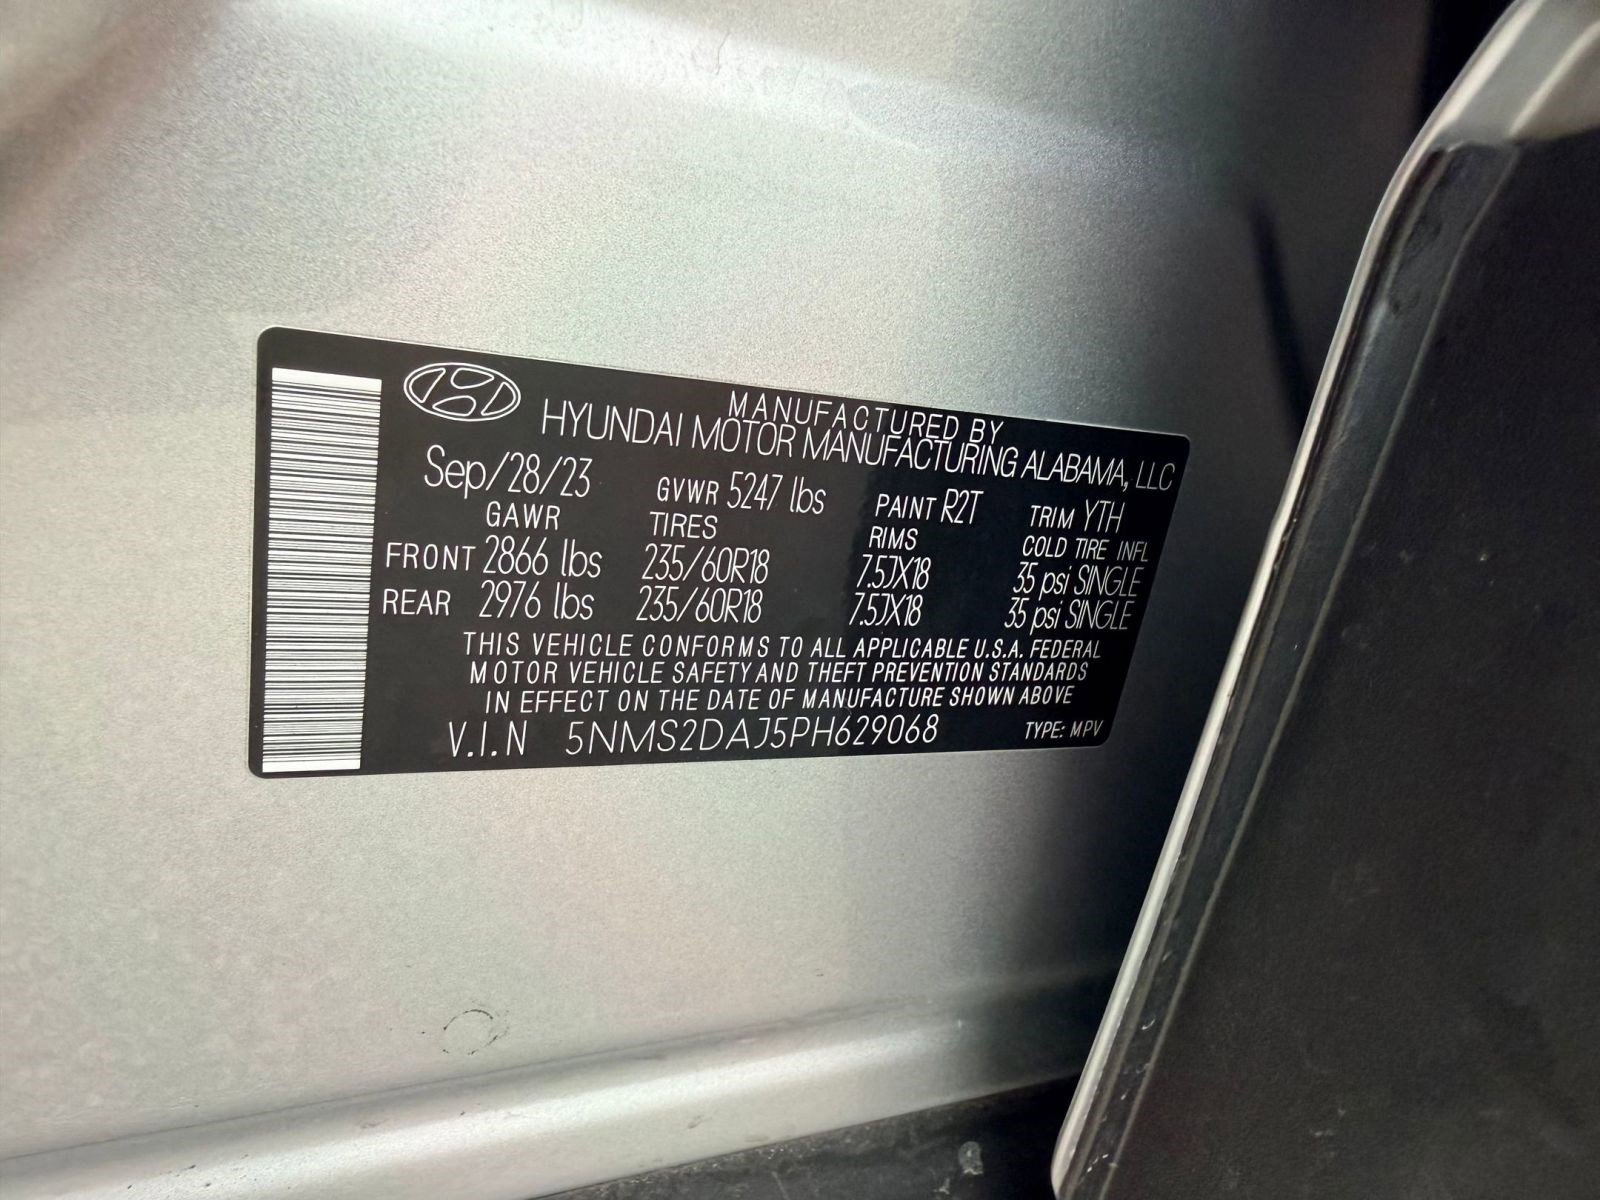 MANUFACTURED BY
HYUNDAI MOTOR MANUFACTURING ALABAMA, LLC
Sep/28/23 GVWR 5247 lbs PAINT R2T TRIM YTH
GAWR TIRES RIMS COLD TIRE INFL
FRONT 2866 lbs 235/60R18 7.5JX18 35 psi SINGLE
REAR 2976 lbs 235/60R18 7.5JX18 35 psi SINGLE
THIS VEHICLE CONFORMS TO ALL APPLICABLE U.S.A. FEDERAL
MOTOR VEHICLE SAFETY AND THEFT PREVENTION STANDARDS
IN EFFECT ON THE DATE OF MANUFACTURE SHOWN ABOVE
V.I.N 5NMS2DAJ5PH629068 TYPE: MPV